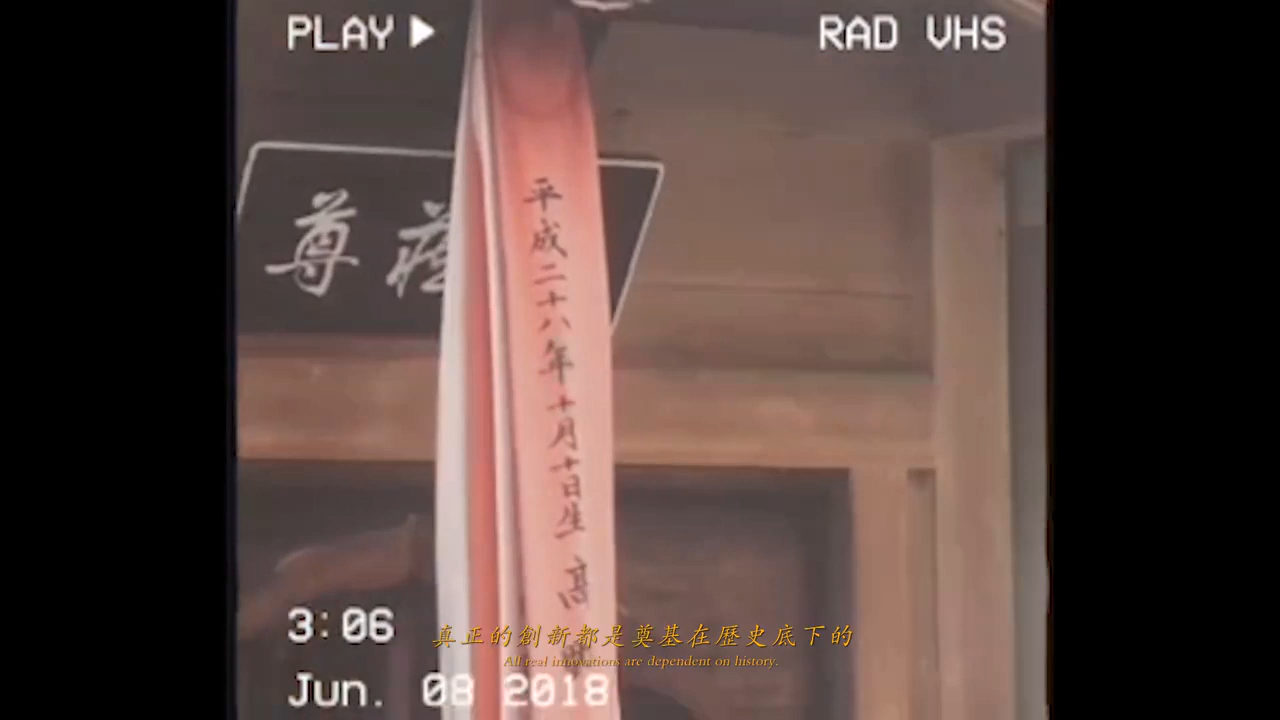 PLAY
RAD VHS
尊
平成二十八年十月十日生 高
3:06
真正的創新都是奠基在歷史底下的
All real innovations are dependent on history.
Jun. 08 2018